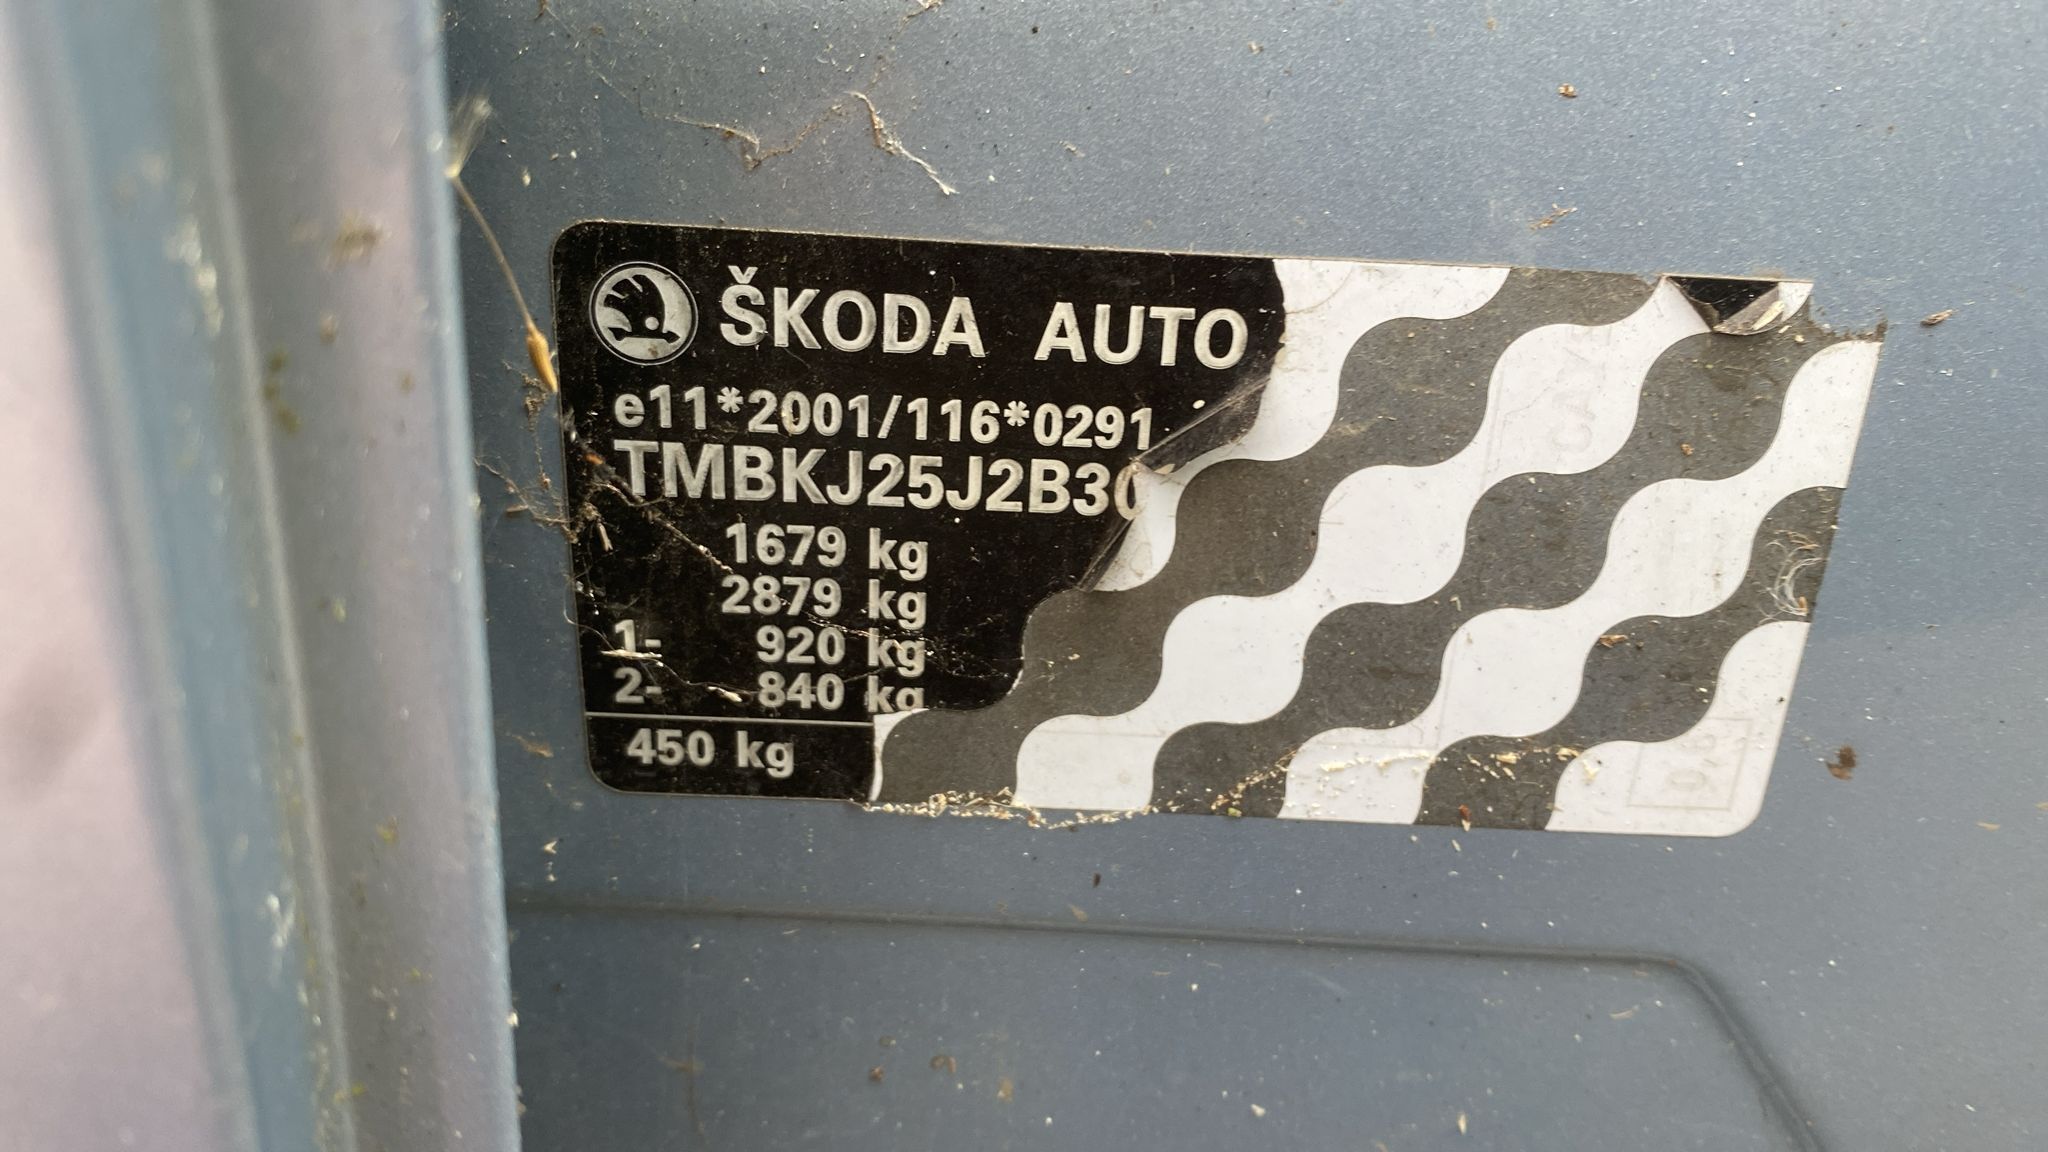 ŠKODA AUTO
e11*2001/116*0291
TMBKJ25J2B30
1679 kg
2879 kg
1- 920 kg
2- 840 kg
450 kg